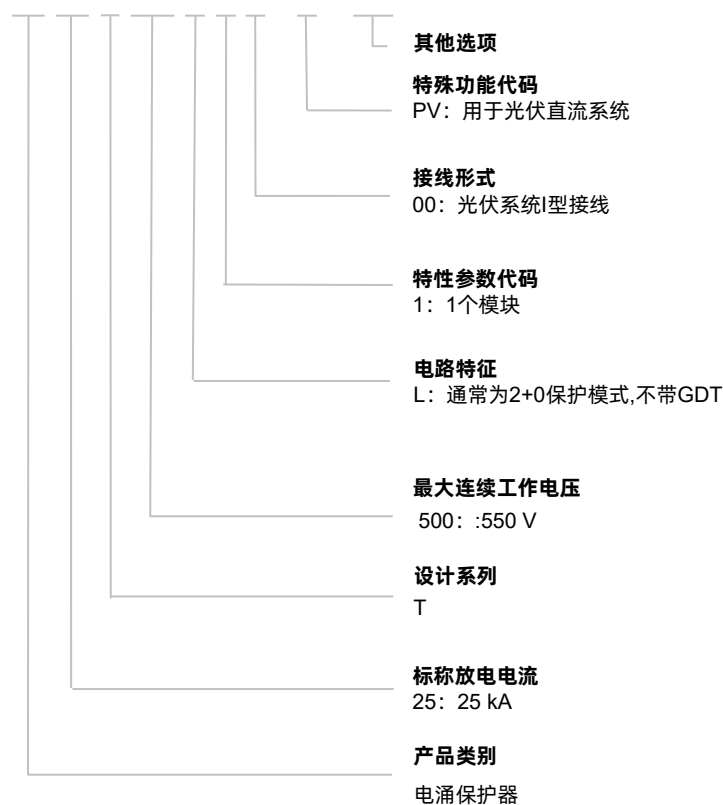 其他选项
特殊功能代码
PV：用于光伏直流系统
接线形式
00：光伏系统I型接线
特性参数代码
1：1个模块
电路特征
L：通常为2+0保护模式,不带GDT
最大连续工作电压
500：:550 V
设计系列
T
标称放电电流
25：25 kA
产品类别
电涌保护器